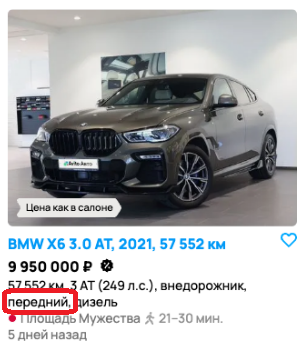 Цена как в салоне
BMW X6 3.0 AT, 2021, 57 552 км
9 950 000 ₽
57 552 км, 3 AT (249 л.с.), внедорожник,
передний, дизель
Площадь Мужества 21–30 мин.
5 дней назад